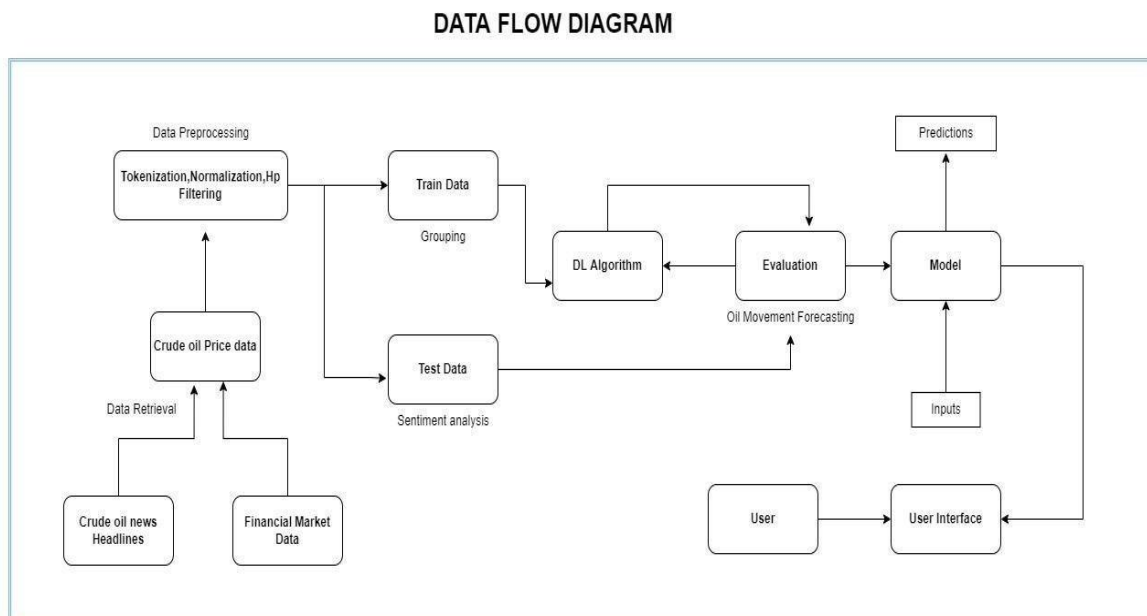 DATA FLOW DIAGRAM
Data Preprocessing
Tokenization,Normalization,Hp
Filtering
Train Data
Grouping
Predictions
DL Algorithm
Evaluation
Model
Oil Movement Forecasting
Crude oil Price data
Test Data
Sentiment analysis
Data Retrieval
Inputs
Crude oil news
Headlines
Financial Market
Data
User
User Interface